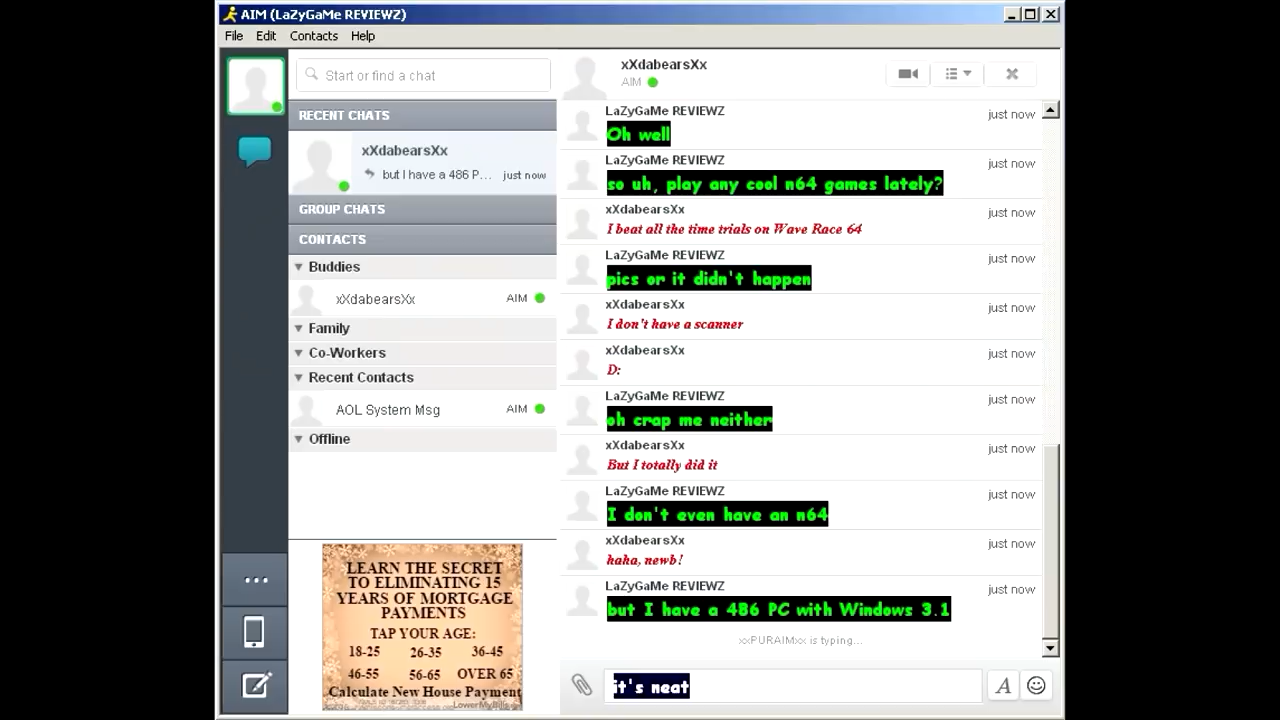 AIM (LaZyGaMe REVIEWZ)
File Edit Contacts Help
Start or find a chat
RECENT CHATS
xXdabearsXx
but I have a 486 P... just now
GROUP CHATS
CONTACTS
Buddies
xXdabearsXx AIM
Family
Co-Workers
Recent Contacts
AOL System Msg AIM
Offline
LEARN THE SECRET
TO ELIMINATING 15
YEARS OF MORTGAGE
PAYMENTS
TAP YOUR AGE:
18-25 26-35 36-45
46-55 56-65 OVER 65
Calculate New House Payment
LowerMyBills.com
xXdabearsXx
AIM
LaZyGaMe REVIEWZ just now
Oh well
LaZyGaMe REVIEWZ just now
so uh, play any cool n64 games lately?
xXdabearsXx just now
I beat all the time trials on Wave Race 64
LaZyGaMe REVIEWZ just now
pics or it didn't happen
xXdabearsXx just now
I don't have a scanner
xXdabearsXx just now
D:
LaZyGaMe REVIEWZ just now
oh crap me neither
xXdabearsXx just now
But I totally did it
LaZyGaMe REVIEWZ just now
I don't even have an n64
xXdabearsXx just now
haha, newb!
LaZyGaMe REVIEWZ just now
but I have a 486 PC with Windows 3.1
xxPURAIMxx is typing...
it's neat
A